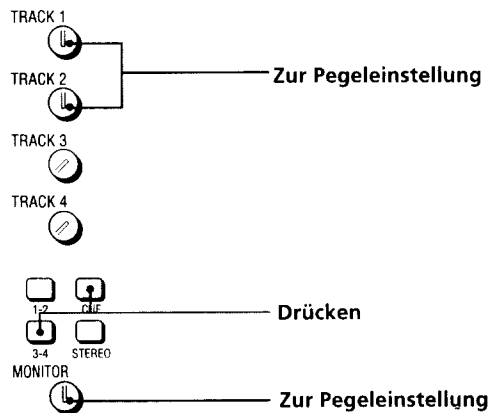 TRACK 1
TRACK 2
Zur Pegeleinstellung
TRACK 3
TRACK 4
1-2 CUE
Drücken
3-4 STEREO
MONITOR
Zur Pegeleinstellung